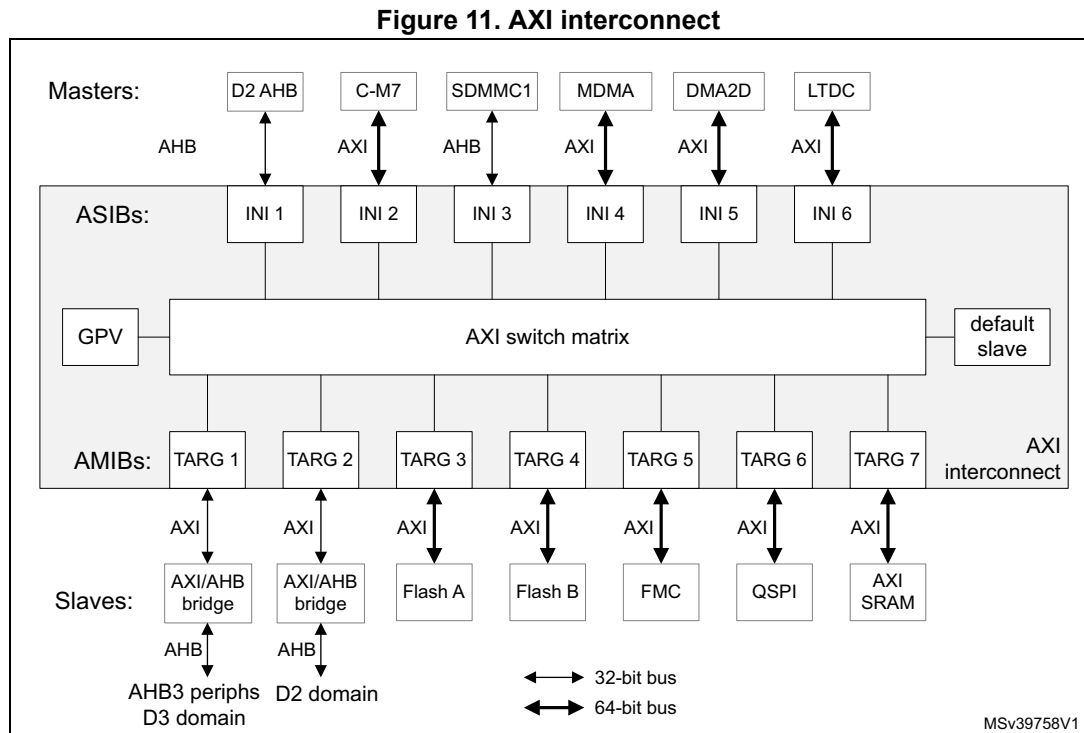 Figure 11. AXI interconnect
Masters:
D2 AHB
C-M7
SDMMC1
MDMA
DMA2D
LTDC
AHB
AXI
AHB
AXI
AXI
AXI
ASIBs:
INI 1
INI 2
INI 3
INI 4
INI 5
INI 6
GPV
AXI switch matrix
default
slave
AMIBs:
TARG 1
TARG 2
TARG 3
TARG 4
TARG 5
TARG 6
TARG 7
AXI
interconnect
AXI
AXI
AXI
AXI
AXI
AXI
AXI
Slaves:
AXI/AHB
bridge
AXI/AHB
bridge
Flash A
Flash B
FMC
QSPI
AXI
SRAM
AHB
AHB
AHB3 periphs
D3 domain
D2 domain
32-bit bus
64-bit bus
MSv39758V1